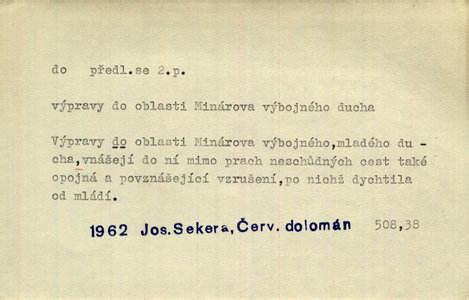 do předl.se 2.p.
výpravy do oblasti Minárova výbojného ducha
Výpravy do oblasti Minárova výbojného,mladého du -
cha,vnášejí do ní mimo prach neschůdných cest také
opojná a povznášející vzrušení,po nichž dychtila
od mládí.
1962 Jos.Sekera,Červ. dolomán 508,38